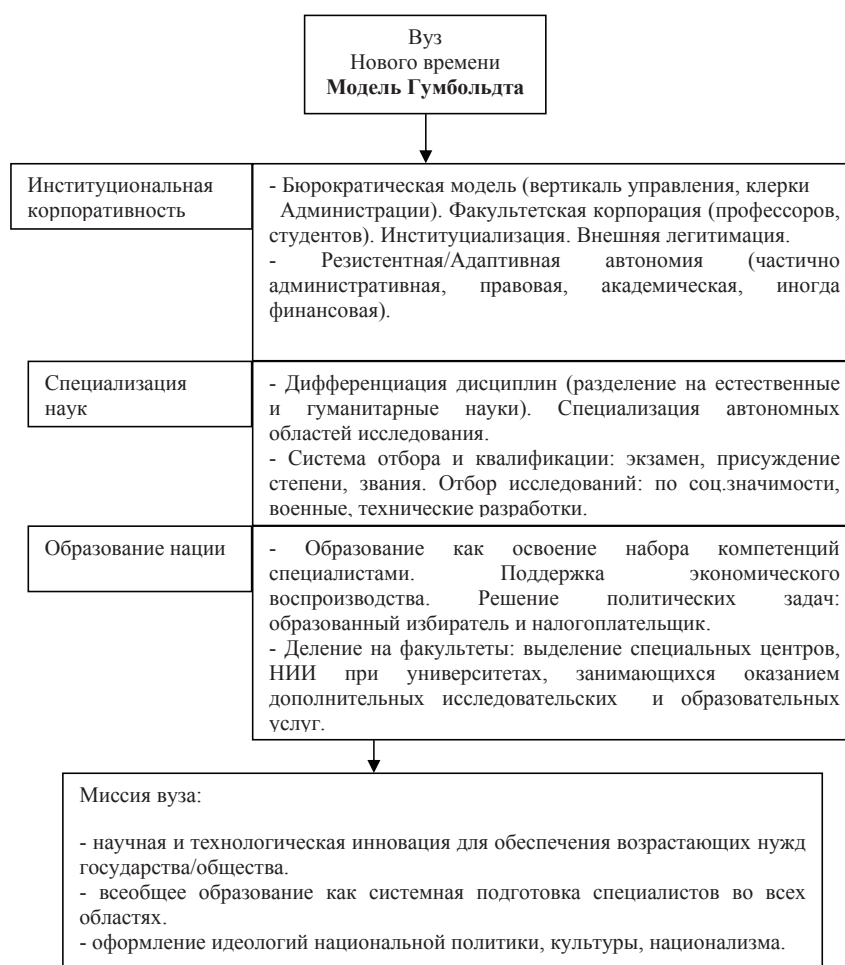 Вуз
Нового времени
Модель Гумбольдта
Институциональная
корпоративность
- Бюрократическая модель (вертикаль управления, клерки
Администрации). Факультетская корпорация (профессоров,
студентов). Институциализация. Внешняя легитимация.
- Резистентная/Адаптивная автономия (частично
административная, правовая, академическая, иногда
финансовая).
Специализация
наук
- Дифференциация дисциплин (разделение на естественные
и гуманитарные науки). Специализация автономных
областей исследования.
- Система отбора и квалификации: экзамен, присуждение
степени, звания. Отбор исследований: по соц.значимости,
военные, технические разработки.
Образование нации
- Образование как освоение набора компетенций
специалистами. Поддержка экономического
воспроизводства. Решение политических задач:
образованный избиратель и налогоплательщик.
- Деление на факультеты: выделение специальных центров,
НИИ при университетах, занимающихся оказанием
дополнительных исследовательских и образовательных
услуг.
Миссия вуза:
- научная и технологическая инновация для обеспечения возрастающих нужд
государства/общества.
- всеобщее образование как системная подготовка специалистов во всех
областях.
- оформление идеологий национальной политики, культуры, национализма.